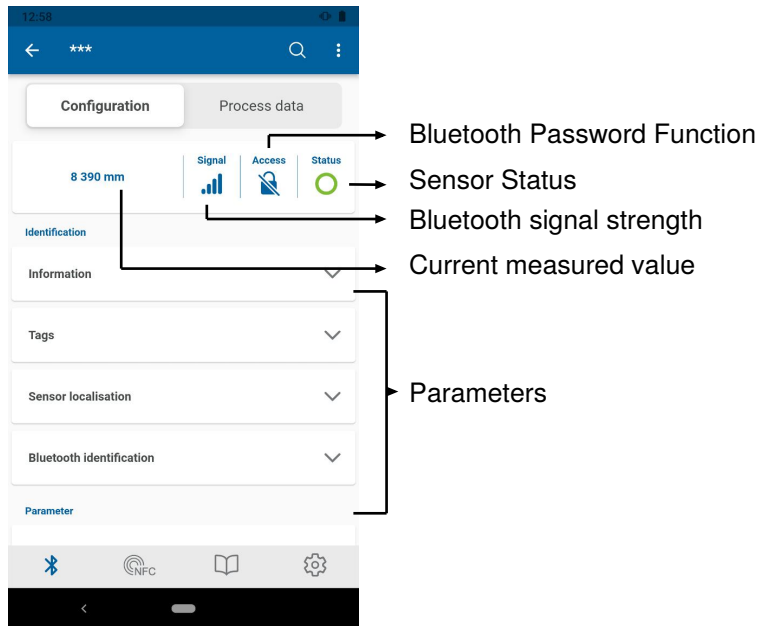 12:58
***
Configuration
Process data
8 390 mm
Signal
Access
Status
Bluetooth Password Function
Sensor Status
Bluetooth signal strength
Current measured value
Identification
Information
Tags
Sensor localisation
Bluetooth identification
Parameter
Parameters
NFC